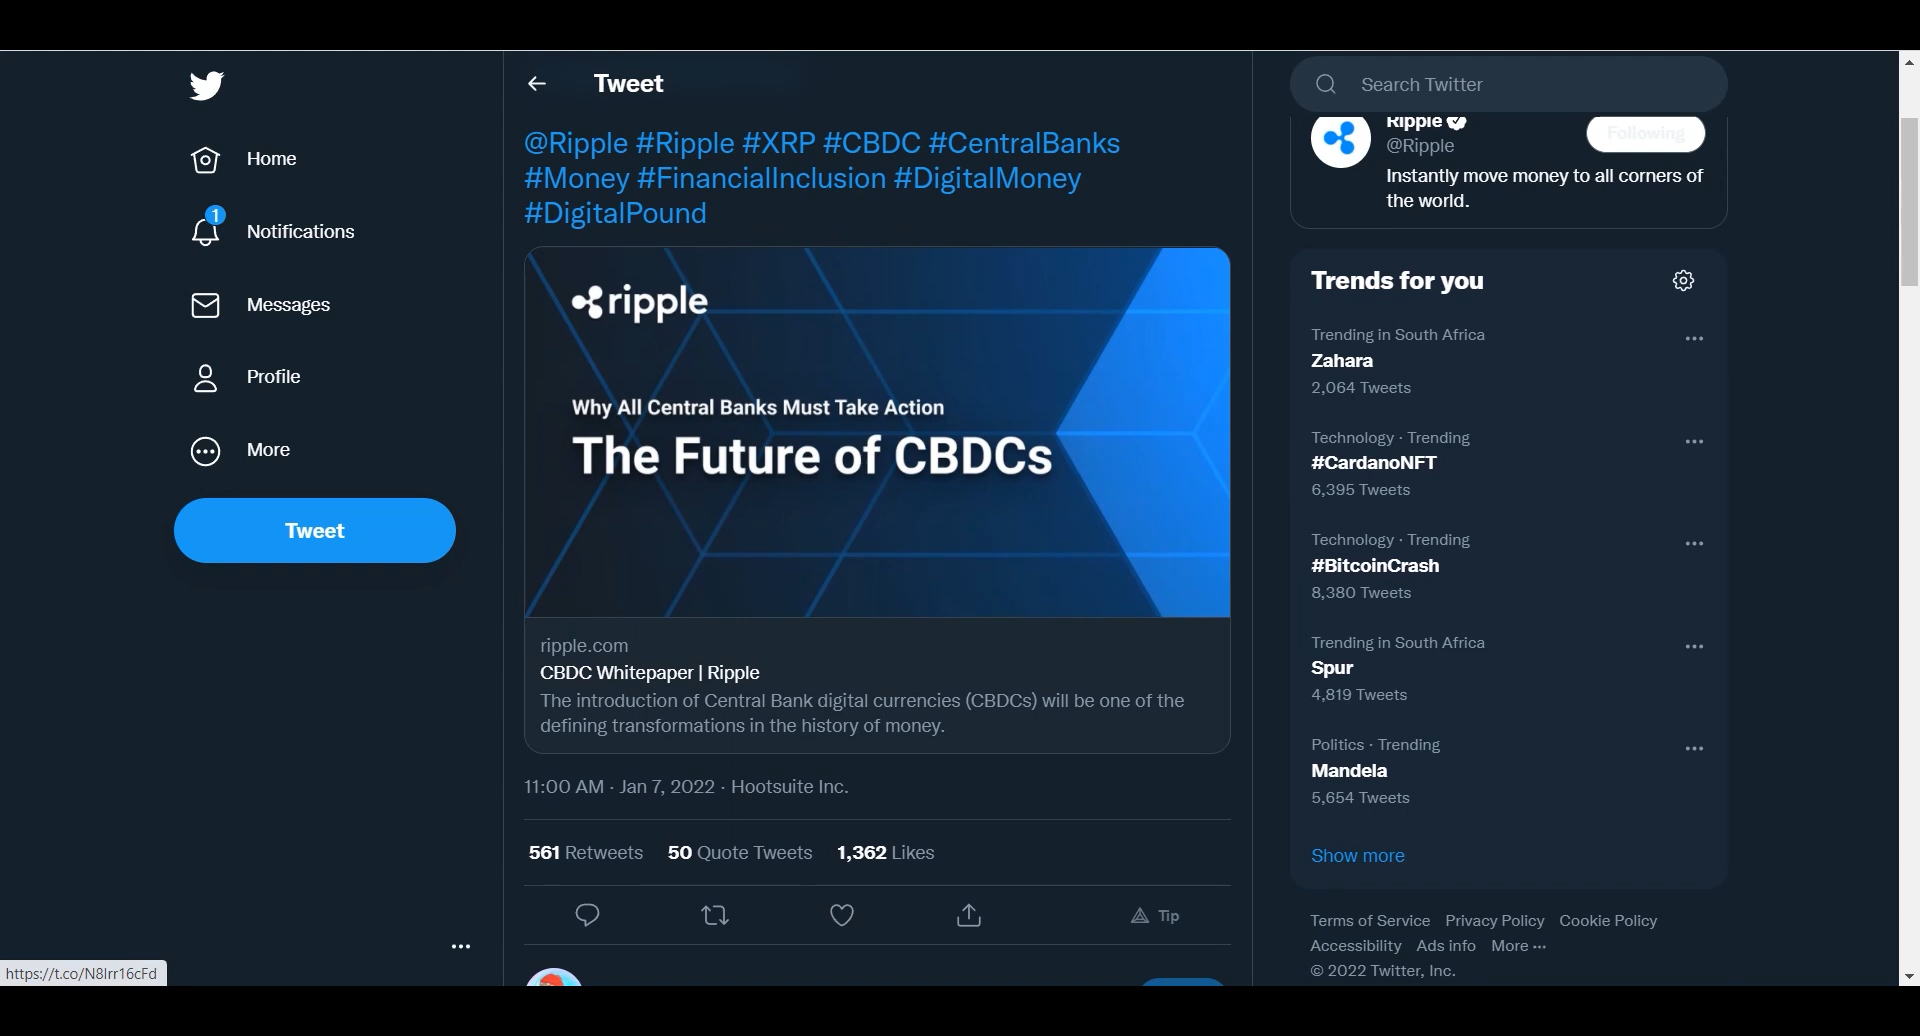 Home
1
Notifications
Messages
Profile
More
Tweet
https://t.co/N8Irr16cFd
Tweet
@Ripple #Ripple #XRP #CBDC #CentralBanks
#Money #FinancialInclusion #DigitalMoney
#DigitalPound
ripple
Why All Central Banks Must Take Action
The Future of CBDCs
ripple.com
CBDC Whitepaper | Ripple
The introduction of Central Bank digital currencies (CBDCs) will be one of the
defining transformations in the history of money.
11:00 AM · Jan 7, 2022 · Hootsuite Inc.
561 Retweets 50 Quote Tweets 1,362 Likes
Tip
Search Twitter
Ripple
Following
@Ripple
Instantly move money to all corners of
the world.
Trends for you
Trending in South Africa
Zahara
2,064 Tweets
Technology · Trending
#CardanoNFT
6,395 Tweets
Technology · Trending
#BitcoinCrash
8,380 Tweets
Trending in South Africa
Spur
4,819 Tweets
Politics · Trending
Mandela
5,654 Tweets
Show more
Terms of Service Privacy Policy Cookie Policy
Accessibility Ads info More ···
© 2022 Twitter, Inc.